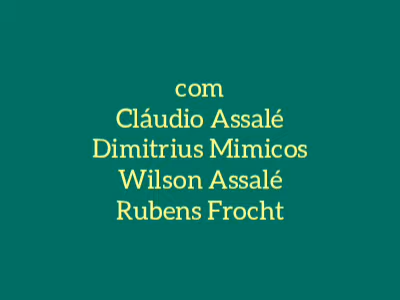 com
Cláudio Assalé
Dimitrius Mimicos
Wilson Assalé
Rubens Frocht